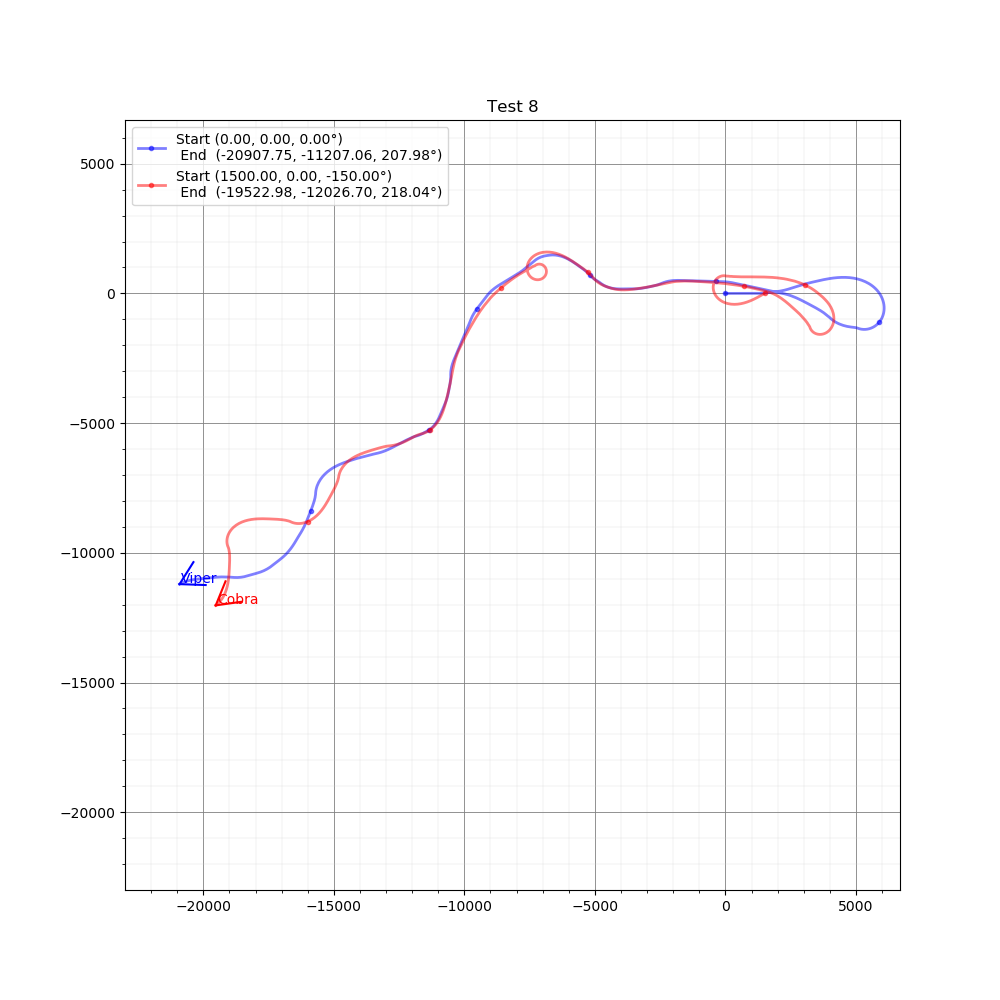 Test 8
Start (0.00, 0.00, 0.00°)
End (-20907.75, -11207.06, 207.98°)
Start (1500.00, 0.00, -150.00°)
End (-19522.98, -12026.70, 218.04°)
5000
0
−5000
−10000
−15000
−20000
Viper
Cobra
−20000 −15000 −10000 −5000 0 5000